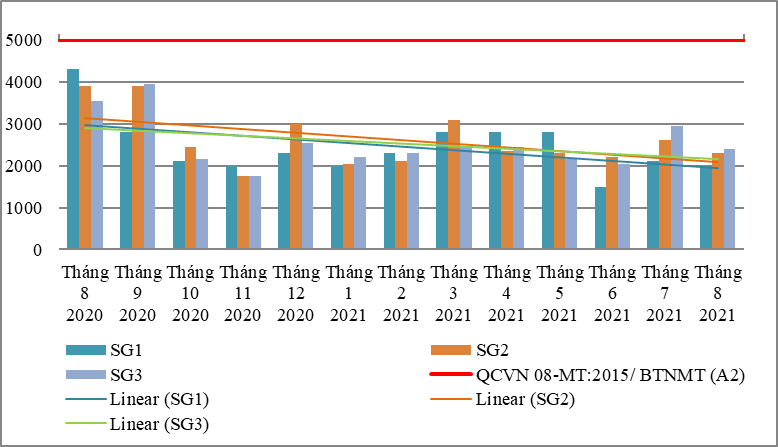 5000
4000
3000
2000
1000
0
Tháng Tháng Tháng Tháng Tháng Tháng Tháng Tháng Tháng Tháng Tháng Tháng Tháng
8 9 10 11 12 1 2 3 4 5 6 7 8
2020 2020 2020 2020 2020 2021 2021 2021 2021 2021 2021 2021 2021
SG1 SG2
SG3 QCVN 08-MT:2015/ BTNMT (A2)
Linear (SG1) Linear (SG2)
Linear (SG3)